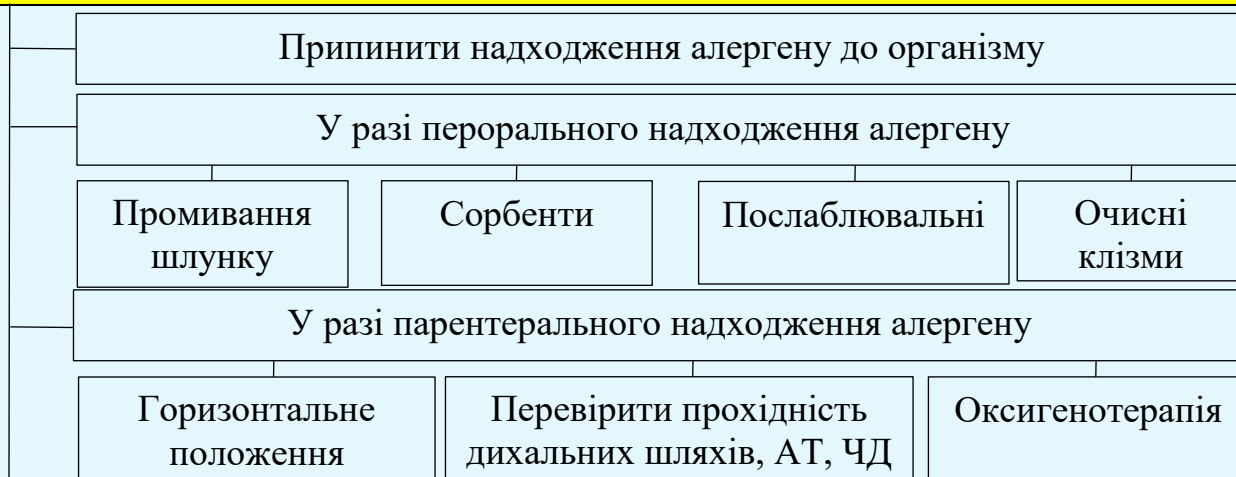 Припинити надходження алергену до організму
У разі перорального надходження алергену
Промивання
шлунку
Сорбенти
Послаблювальні
Очисні
клізми
У разі парентерального надходження алергену
Горизонтальне
положення
Перевірити прохідність
дихальних шляхів, АТ, ЧД
Оксигенотерапія